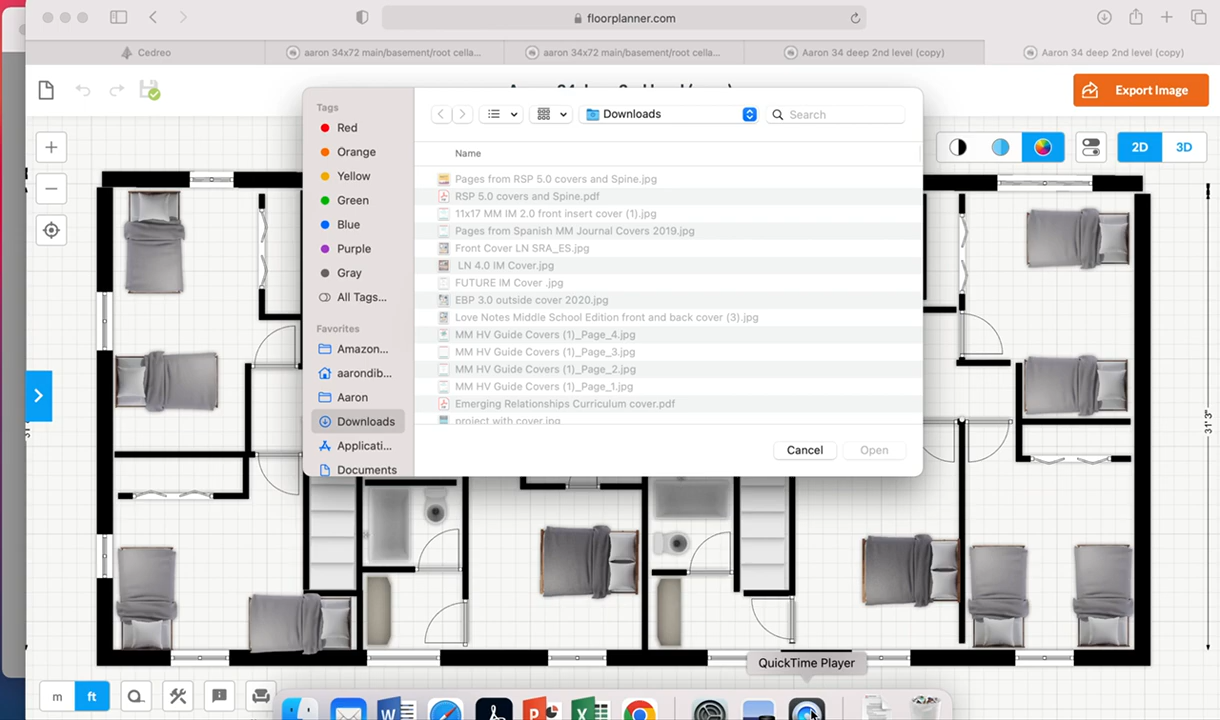 floorplanner.com
Cedreo
aaron 34x72 main/basement/root cella...
aaron 34x72 main/basement/root cella...
Aaron 34 deep 2nd level (copy)
Aaron 34 deep 2nd level (copy)
Export Image
2D
3D
Tags
Red
Orange
Yellow
Green
Blue
Purple
Gray
All Tags...
Favorites
Amazon...
aarondib...
Aaron
Downloads
Applicati...
Documents
Downloads
Search
Name
Pages from RSP 5.0 covers and Spine.jpg
RSP 5.0 covers and Spine.pdf
11x17 MM IM 2.0 front insert cover (1).jpg
Pages from Spanish MM Journal Covers 2019.jpg
Front Cover LN SRA_ES.jpg
LN 4.0 IM Cover.jpg
FUTURE IM Cover .jpg
EBP 3.0 outside cover 2020.jpg
Love Notes Middle School Edition front and back cover (3).jpg
MM HV Guide Covers (1)_Page_4.jpg
MM HV Guide Covers (1)_Page_3.jpg
MM HV Guide Covers (1)_Page_2.jpg
MM HV Guide Covers (1)_Page_1.jpg
Emerging Relationships Curriculum cover.pdf
project with cover.jpg
Cancel
Open
31'3"
m
ft
QuickTime Player